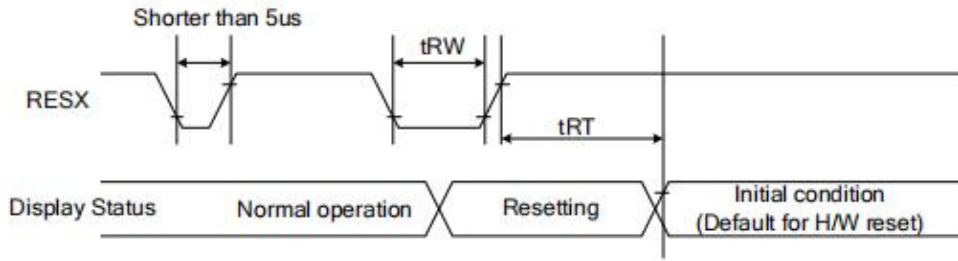 Shorter than 5us
tRW
RESX
tRT
Display Status
Normal operation
Resetting
Initial condition
(Default for H/W reset)